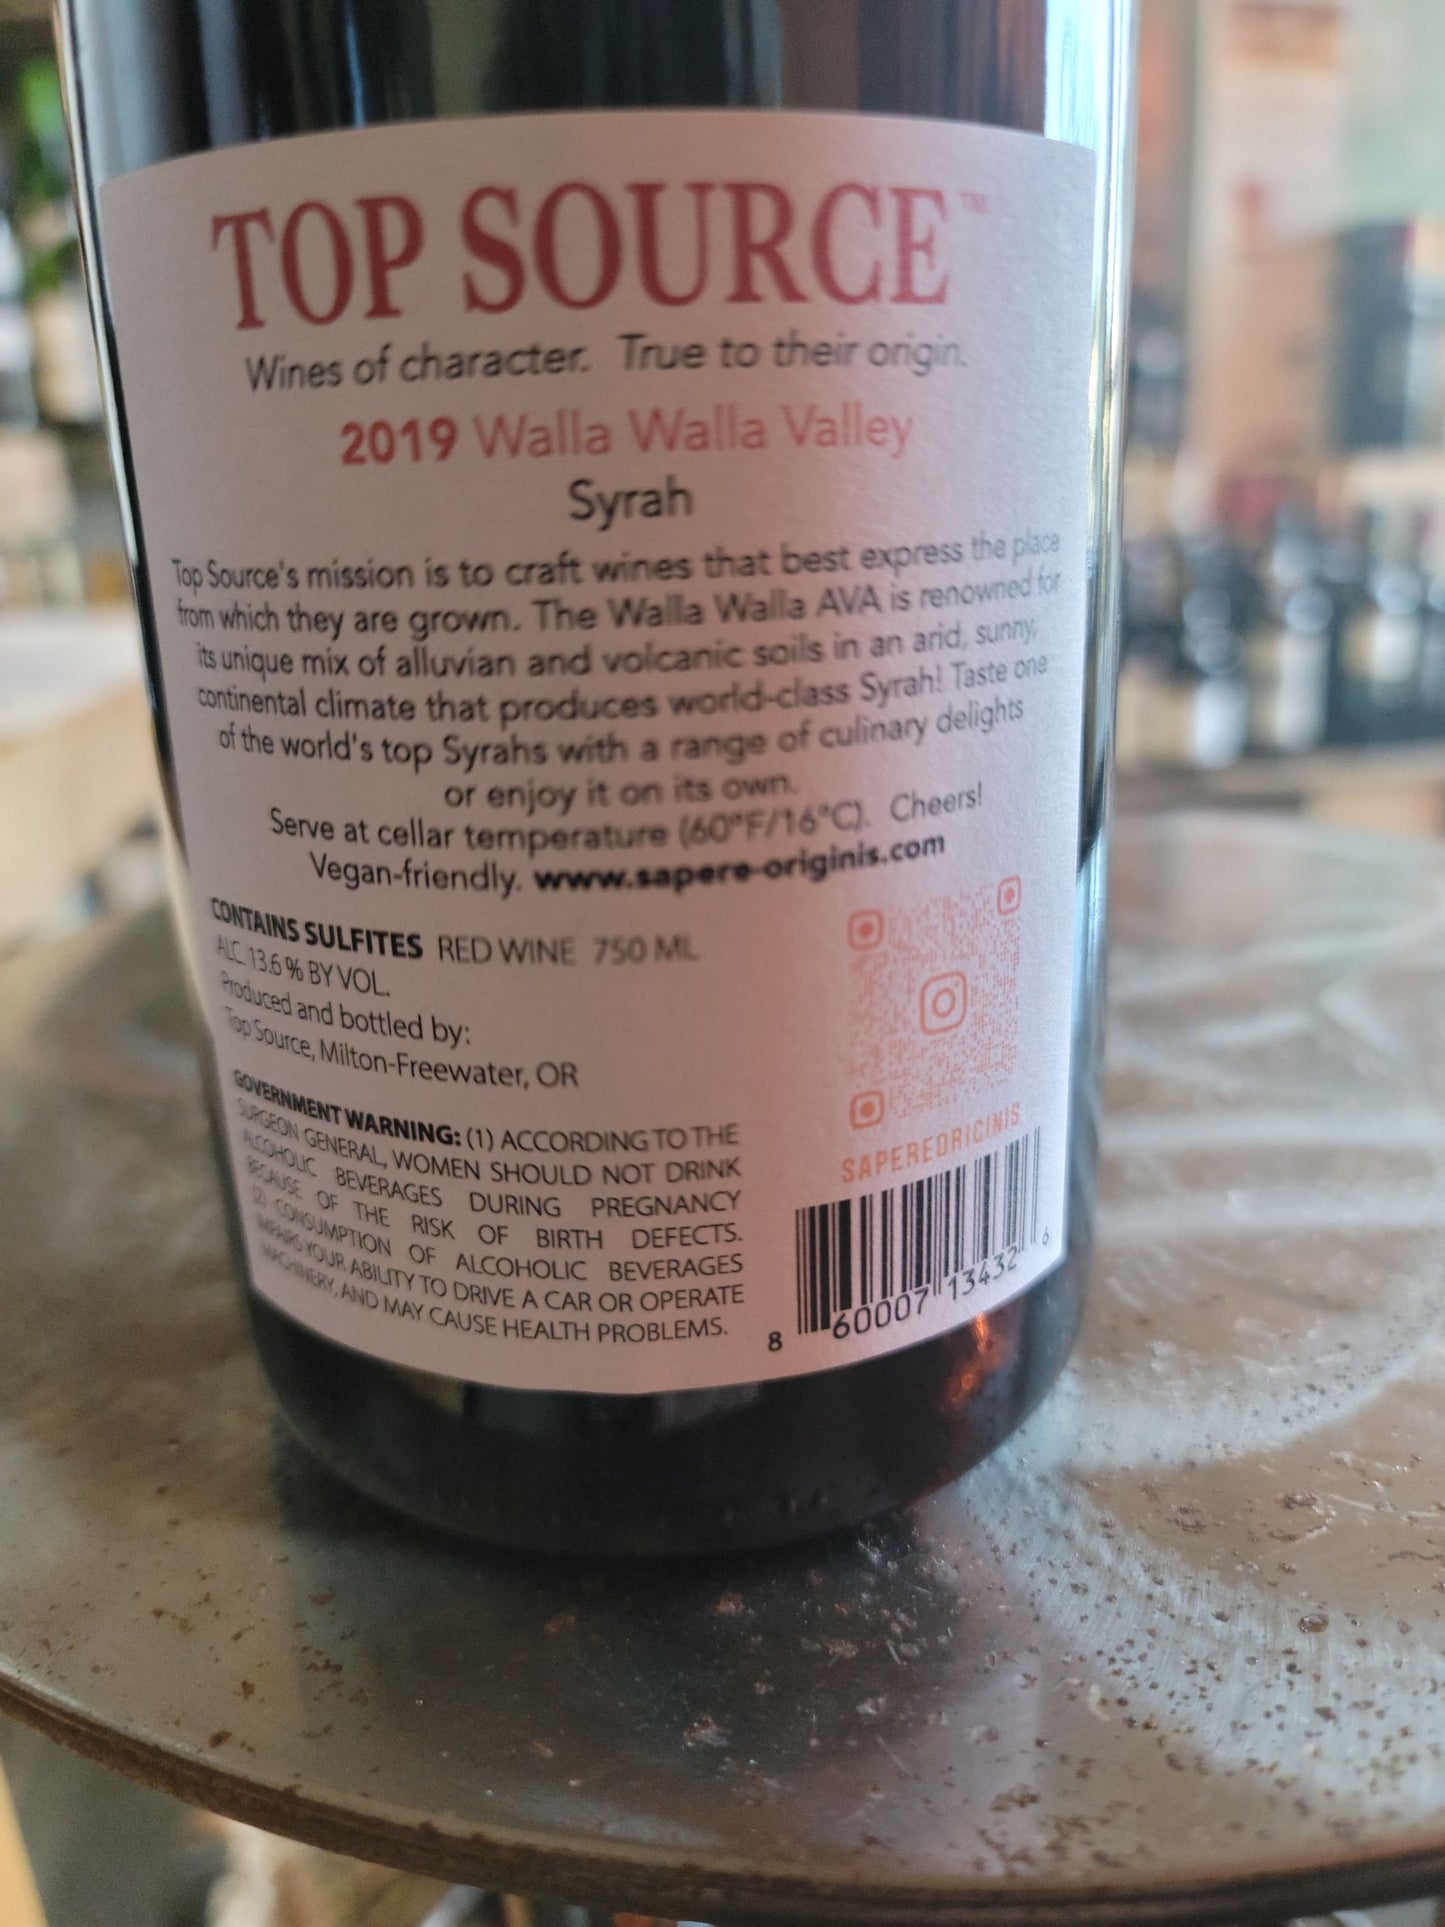 TOP SOURCE™
Wines of character. True to their origin.
2019 Walla Walla Valley
Syrah
Top Source's mission is to craft wines that best express the place
from which they are grown. The Walla Walla AVA is renowned for
its unique mix of alluvian and volcanic soils in an arid, sunny,
continental climate that produces world-class Syrah! Taste one
of the world's top Syrahs with a range of culinary delights
or enjoy it on its own.
Serve at cellar temperature (60°F/16°C). Cheers!
Vegan-friendly. www.sapere-originis.com
CONTAINS SULFITES RED WINE 750 ML
ALC. 13.6 % BY VOL.
Produced and bottled by:
Top Source, Milton-Freewater, OR
GOVERNMENT WARNING: (1) ACCORDING TO THE
SURGEON GENERAL, WOMEN SHOULD NOT DRINK
ALCOHOLIC BEVERAGES DURING PREGNANCY
BECAUSE OF THE RISK OF BIRTH DEFECTS.
(2) CONSUMPTION OF ALCOHOLIC BEVERAGES
IMPAIRS YOUR ABILITY TO DRIVE A CAR OR OPERATE
MACHINERY, AND MAY CAUSE HEALTH PROBLEMS.
SAPEREORIGINIS
8 60007 13432 6